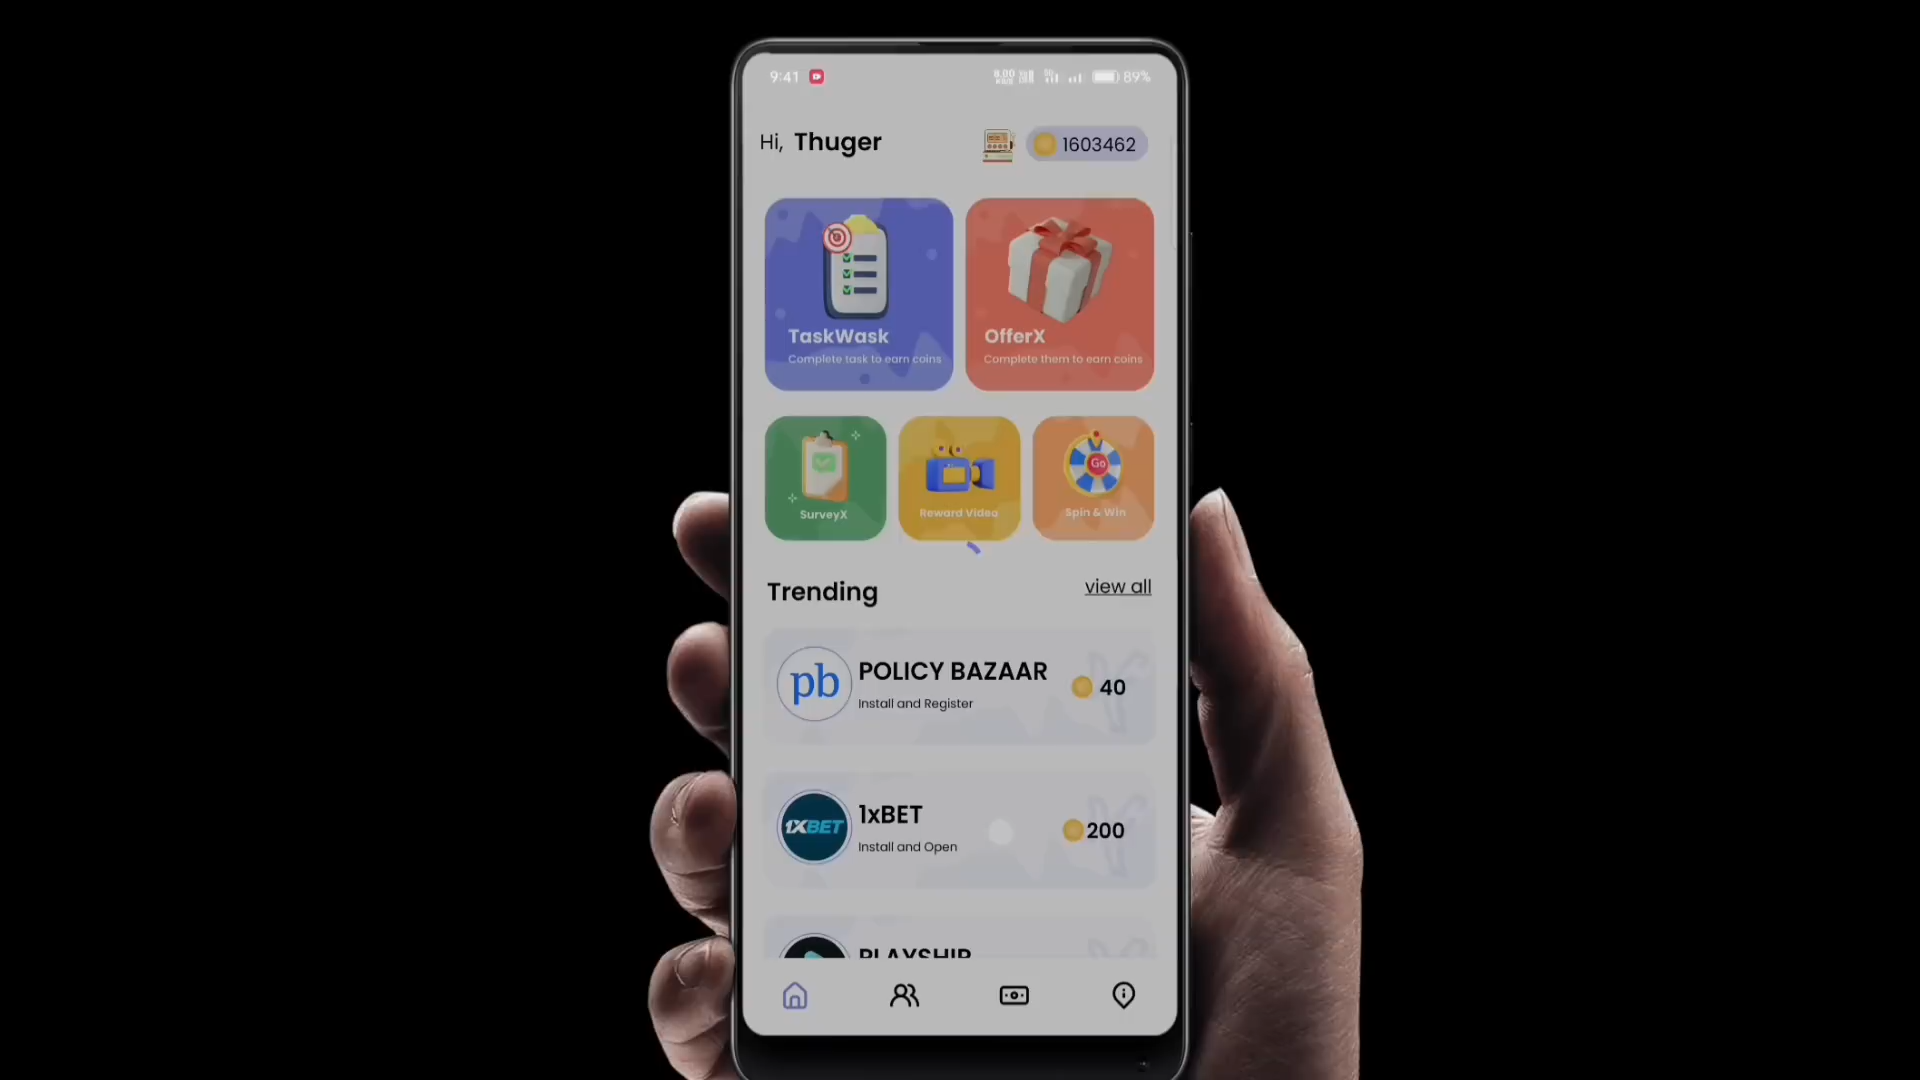 9:41
89%
Hi, Thuger
1603462
TaskWask
Complete task to earn coins
OfferX
Complete them to earn coins
SurveyX
Reward Video
Go
Spin & Win
Trending
view all
pb
POLICY BAZAAR
Install and Register
40
1XBET
1xBET
Install and Open
200
PLAYSHIP